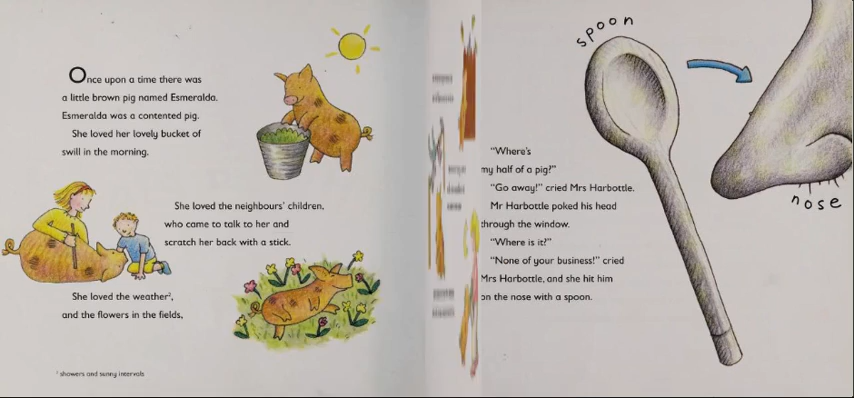 Once upon a time there was
a little brown pig named Esmeralda.
Esmeralda was a contented pig.
She loved her lovely bucket of
swill in the morning.
She loved the neighbours' children,
who came to talk to her and
scratch her back with a stick.
She loved the weather²,
and the flowers in the fields,
² showers and sunny intervals
spoon
"Where's
my half of a pig?"
"Go away!" cried Mrs Harbottle.
Mr Harbottle poked his head
through the window.
"Where is it?"
"None of your business!" cried
Mrs Harbottle, and she hit him
on the nose with a spoon.
nose